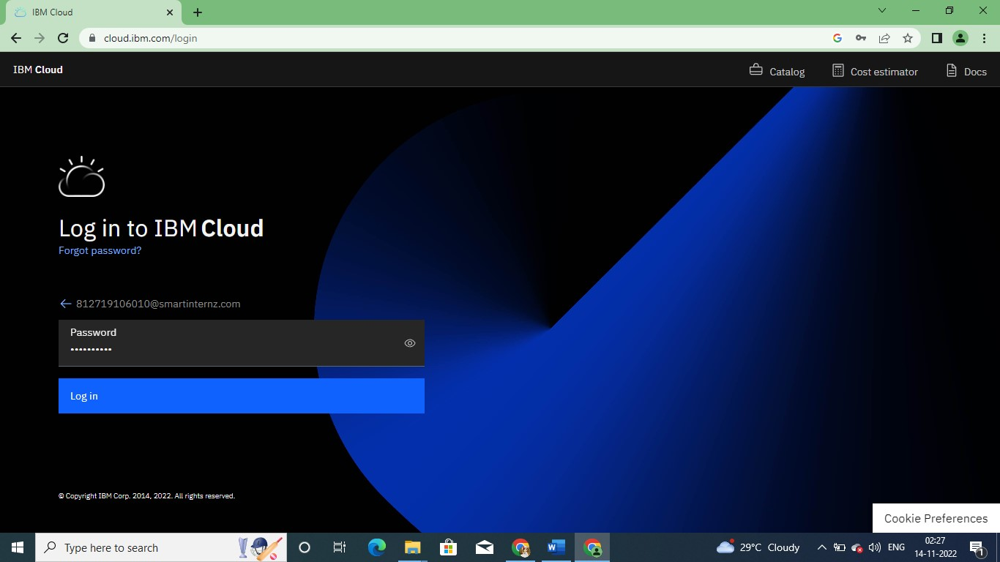 IBM Cloud
cloud.ibm.com/login
IBM Cloud
Catalog
Cost estimator
Docs
Log in to IBM Cloud
Forgot password?
812719106010@smartinternz.com
Password
••••••••••
Log in
© Copyright IBM Corp. 2014, 2022. All rights reserved.
Cookie Preferences
Type here to search
29°C Cloudy
ENG
02:27
14-11-2022
1